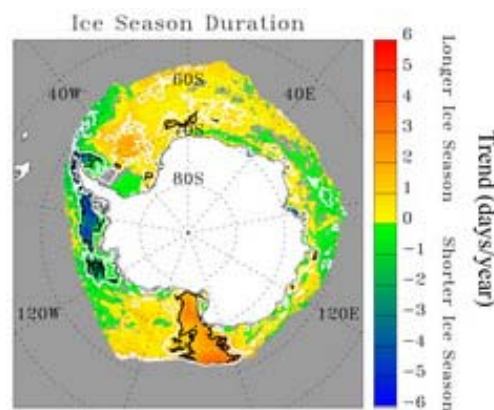 Ice Season Duration
60S
70S
80S
40W
40E
120W
120E
P
6
5
4
3
2
1
0
-1
-2
-3
-4
-5
-6
Longer Ice Season
Shorter Ice Season
Trend (days/year)